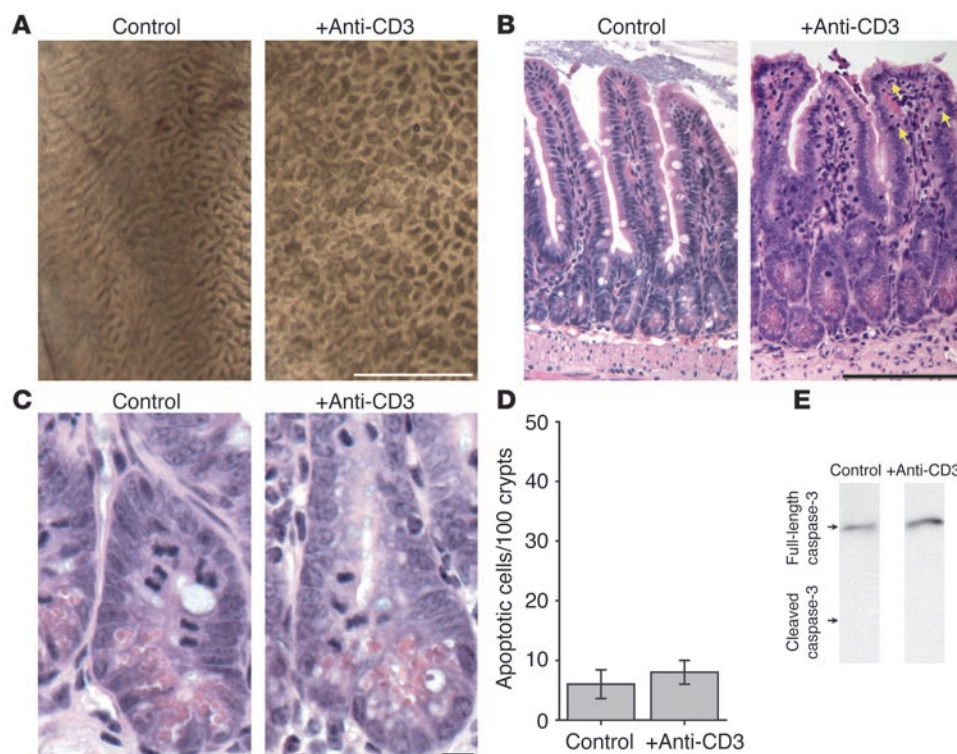 A
Control
+Anti-CD3
B
Control
+Anti-CD3
C
Control
+Anti-CD3
D
Apoptotic cells/100 crypts
50
40
30
20
10
0
Control
+Anti-CD3
E
Control +Anti-CD3
Full-length
caspase-3
Cleaved
caspase-3